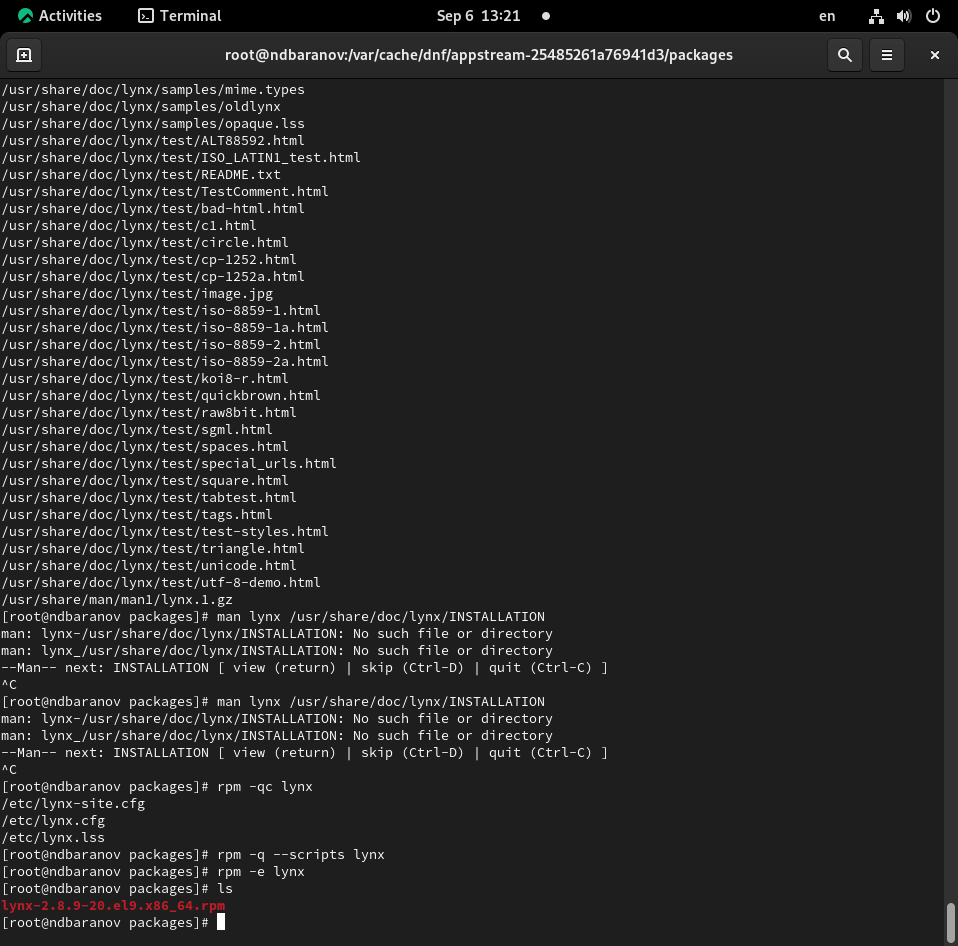 Activities
Terminal
Sep 6 13:21
en
root@ndbaranov:/var/cache/dnf/appstream-25485261a76941d3/packages
/usr/share/doc/lynx/samples/mime.types
/usr/share/doc/lynx/samples/oldlynx
/usr/share/doc/lynx/samples/opaque.lss
/usr/share/doc/lynx/test/ALT88592.html
/usr/share/doc/lynx/test/ISO_LATIN1_test.html
/usr/share/doc/lynx/test/README.txt
/usr/share/doc/lynx/test/TestComment.html
/usr/share/doc/lynx/test/bad-html.html
/usr/share/doc/lynx/test/c1.html
/usr/share/doc/lynx/test/circle.html
/usr/share/doc/lynx/test/cp-1252.html
/usr/share/doc/lynx/test/cp-1252a.html
/usr/share/doc/lynx/test/image.jpg
/usr/share/doc/lynx/test/iso-8859-1.html
/usr/share/doc/lynx/test/iso-8859-1a.html
/usr/share/doc/lynx/test/iso-8859-2.html
/usr/share/doc/lynx/test/iso-8859-2a.html
/usr/share/doc/lynx/test/koi8-r.html
/usr/share/doc/lynx/test/quickbrown.html
/usr/share/doc/lynx/test/raw8bit.html
/usr/share/doc/lynx/test/sgml.html
/usr/share/doc/lynx/test/spaces.html
/usr/share/doc/lynx/test/special_urls.html
/usr/share/doc/lynx/test/square.html
/usr/share/doc/lynx/test/tabtest.html
/usr/share/doc/lynx/test/tags.html
/usr/share/doc/lynx/test/test-styles.html
/usr/share/doc/lynx/test/triangle.html
/usr/share/doc/lynx/test/unicode.html
/usr/share/doc/lynx/test/utf-8-demo.html
/usr/share/man/man1/lynx.1.gz
[root@ndbaranov packages]# man lynx /usr/share/doc/lynx/INSTALLATION
man: lynx-/usr/share/doc/lynx/INSTALLATION: No such file or directory
man: lynx_/usr/share/doc/lynx/INSTALLATION: No such file or directory
--Man-- next: INSTALLATION [ view (return) | skip (Ctrl-D) | quit (Ctrl-C) ]
^C
[root@ndbaranov packages]# man lynx /usr/share/doc/lynx/INSTALLATION
man: lynx-/usr/share/doc/lynx/INSTALLATION: No such file or directory
man: lynx_/usr/share/doc/lynx/INSTALLATION: No such file or directory
--Man-- next: INSTALLATION [ view (return) | skip (Ctrl-D) | quit (Ctrl-C) ]
^C
[root@ndbaranov packages]# rpm -qc lynx
/etc/lynx-site.cfg
/etc/lynx.cfg
/etc/lynx.lss
[root@ndbaranov packages]# rpm -q --scripts lynx
[root@ndbaranov packages]# rpm -e lynx
[root@ndbaranov packages]# ls
lynx-2.8.9-20.el9.x86_64.rpm
[root@ndbaranov packages]#